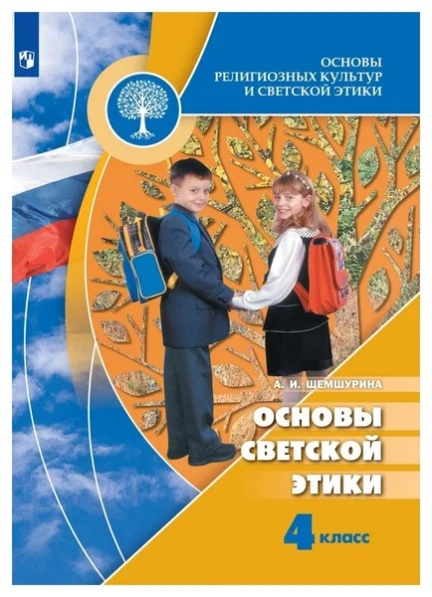 ОСНОВЫ
РЕЛИГИОЗНЫХ КУЛЬТУР
И СВЕТСКОЙ ЭТИКИ
А. И. ШЕМШУРИНА
ОСНОВЫ
СВЕТСКОЙ
ЭТИКИ
4 класс